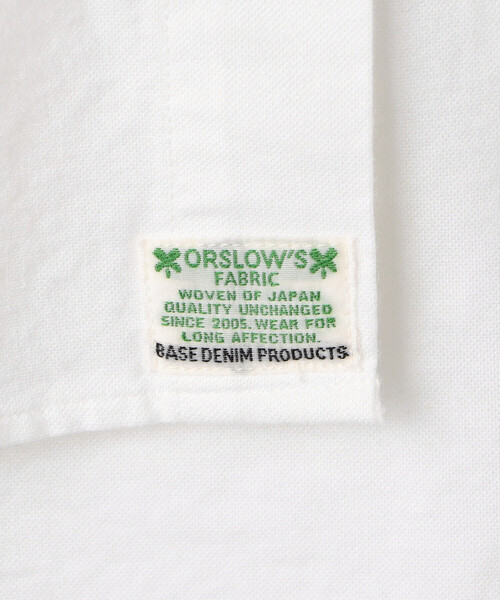 ORSLOW'S
FABRIC
WOVEN OF JAPAN
QUALITY UNCHANGED
SINCE 2005. WEAR FOR
LONG AFFECTION.
BASE DENIM PRODUCTS